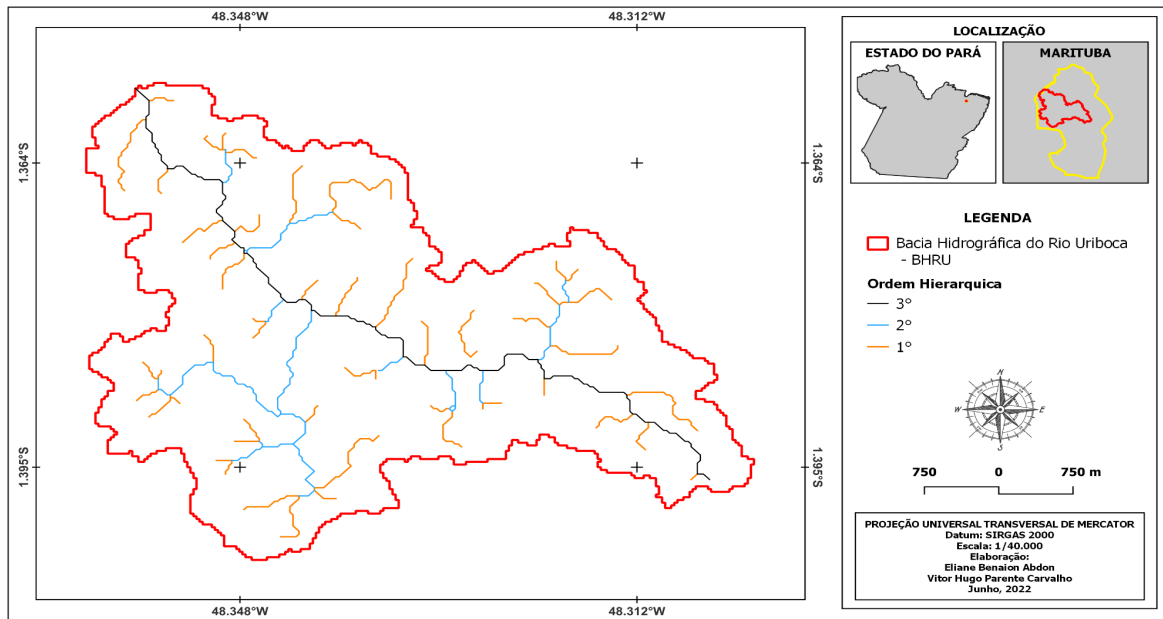 48.348°W
48.312°W
1.364°S
1.364°S
1.395°S
1.395°S
48.348°W
48.312°W
LOCALIZAÇÃO
ESTADO DO PARÁ
MARITUBA
LEGENDA
Bacia Hidrográfica do Rio Uriboca
- BHRU
Ordem Hierarquica
3°
2°
1°
N
W
E
S
750
0
750 m
PROJEÇÃO UNIVERSAL TRANSVERSAL DE MERCATOR
Datum: SIRGAS 2000
Escala: 1/40.000
Elaboração:
Eliane Benaion Abdon
Vitor Hugo Parente Carvalho
Junho, 2022